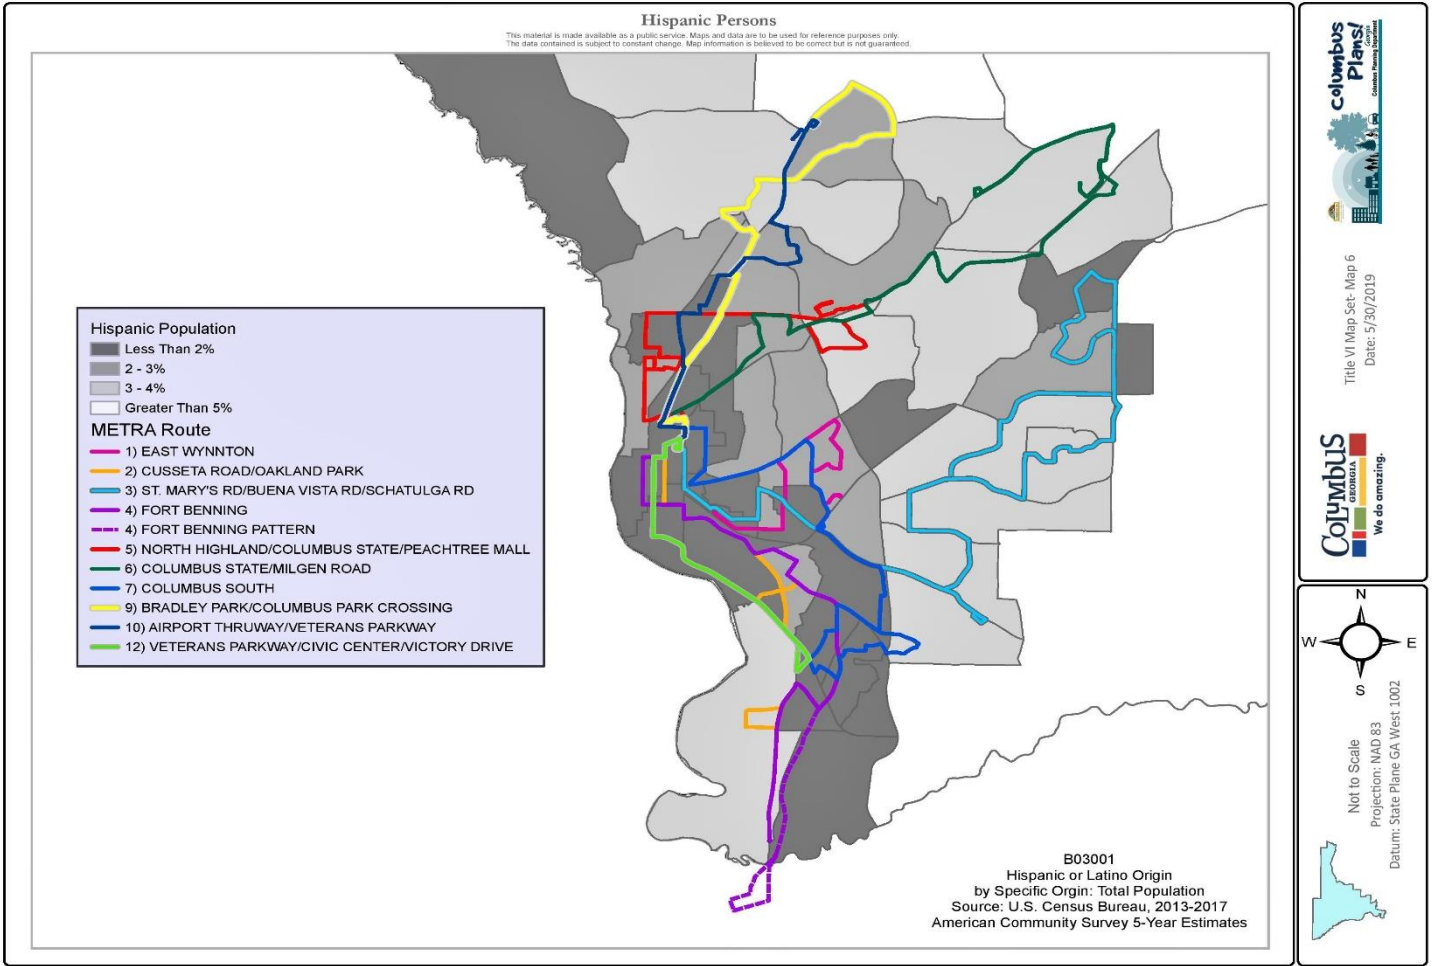 Hispanic Persons
This material is made available as a public service. Maps and data are to be used for reference purposes only.
The data contained is subject to constant change. Map information is believed to be correct but is not guaranteed.
Hispanic Population
Less Than 2%
2 - 3%
3 - 4%
Greater Than 5%
METRA Route
1) EAST WYNNTON
2) CUSSETA ROAD/OAKLAND PARK
3) ST. MARY'S RD/BUENA VISTA RD/SCHATULGA RD
4) FORT BENNING
4) FORT BENNING PATTERN
5) NORTH HIGHLAND/COLUMBUS STATE/PEACHTREE MALL
6) COLUMBUS STATE/MILGEN ROAD
7) COLUMBUS SOUTH
9) BRADLEY PARK/COLUMBUS PARK CROSSING
10) AIRPORT THRUWAY/VETERANS PARKWAY
12) VETERANS PARKWAY/CIVIC CENTER/VICTORY DRIVE
B03001
Hispanic or Latino Origin
by Specific Orgin: Total Population
Source: U.S. Census Bureau, 2013-2017
American Community Survey 5-Year Estimates
Columbus
Plans!
Georgia
Columbus Planning Department
Title VI Map Set- Map 6
Date: 5/30/2019
COLUMBUS
GEORGIA
We do amazing.
N
W E
S
Not to Scale
Projection: NAD 83
Datum: State Plane GA West 1002